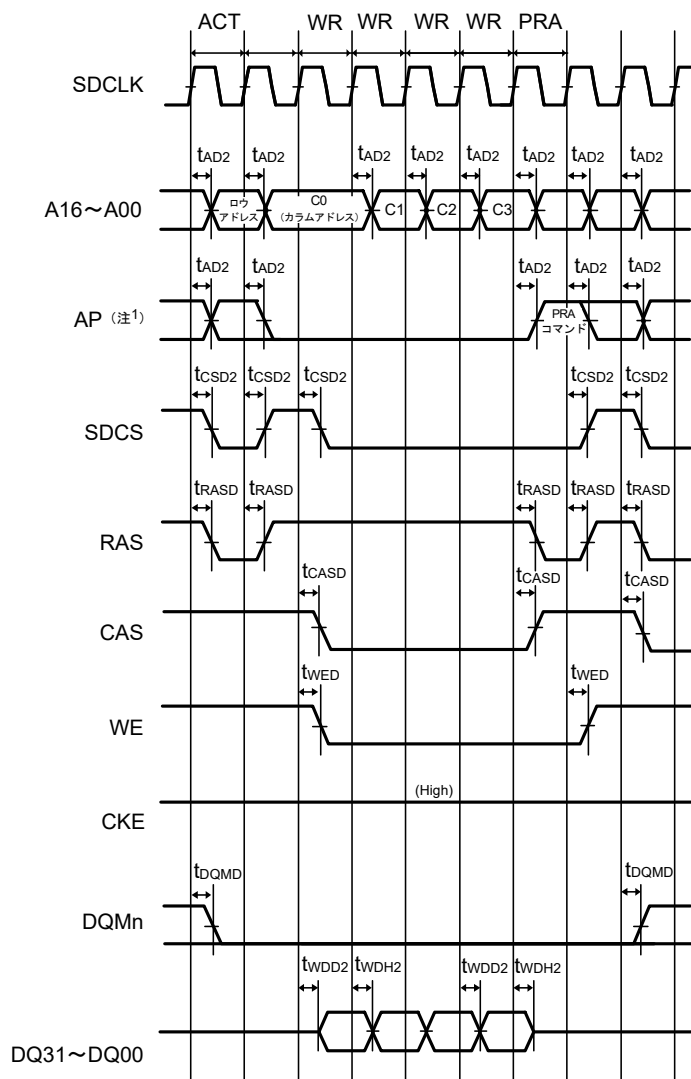 ACT WR WR WR WR PRA
SDCLK
tAD2 tAD2 tAD2 tAD2 tAD2 tAD2 tAD2 tAD2
A16～A00
ロウ
アドレス
C0
(カラムアドレス)
C1 C2 C3
tAD2 tAD2 tAD2 tAD2 tAD2
AP (注1)
PRA
コマンド
tCSD2 tCSD2 tCSD2 tCSD2 tCSD2
SDCS
tRASD tRASD tRASD tRASD tRASD
RAS
tCASD tCASD tCASD
CAS
tWED tWED
WE
(High)
CKE
tDQMD tDQMD
DQMn
tWDD2 tWDH2 tWDD2 tWDH2
DQ31～DQ00